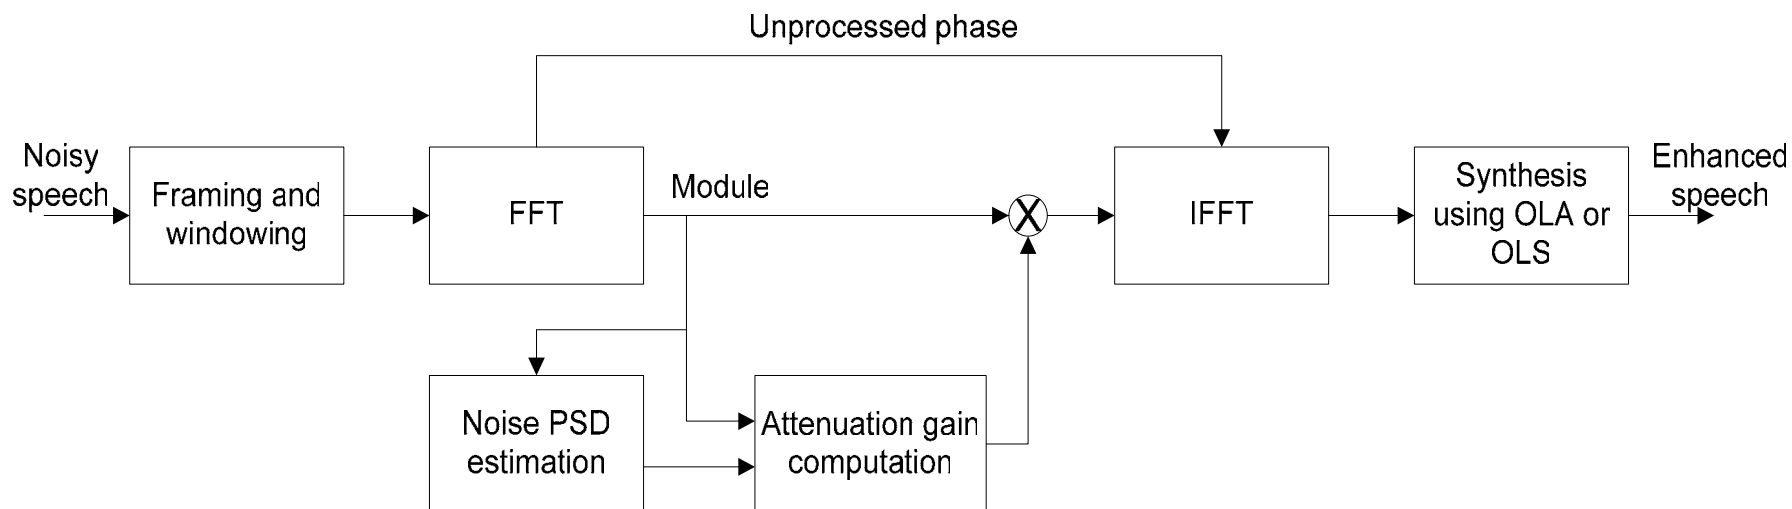 Unprocessed phase
Noisy
speech
Framing and
windowing
FFT
Module
X
IFFT
Synthesis
using OLA or
OLS
Enhanced
speech
Noise PSD
estimation
Attenuation gain
computation